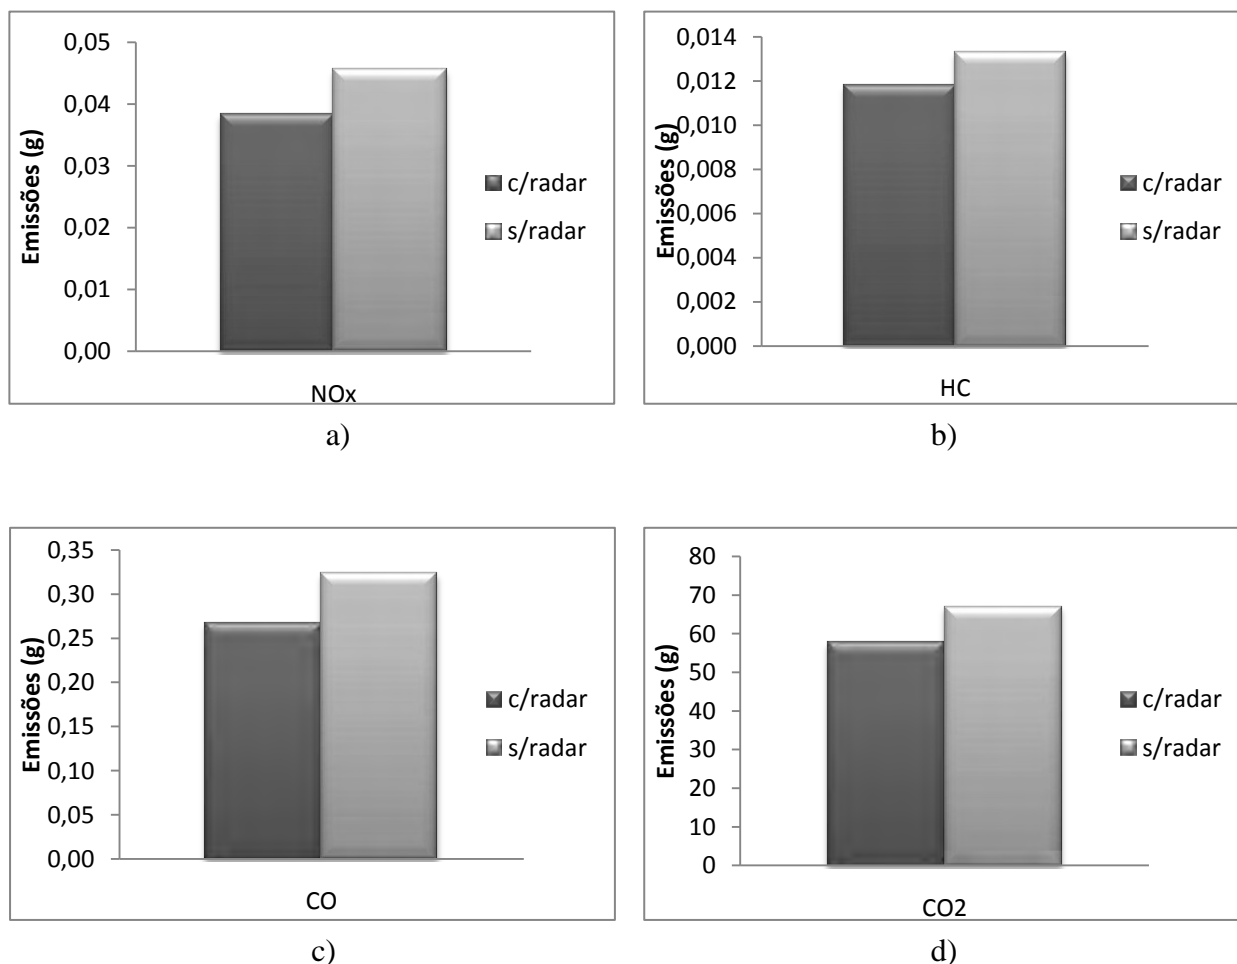 0,05
0,04
0,03
0,02
0,01
0,00
Emissões (g)
NOx
c/radar
s/radar
a)
0,014
0,012
0,010
0,008
0,006
0,004
0,002
0,000
Emissões (g)
HC
c/radar
s/radar
b)
0,35
0,30
0,25
0,20
0,15
0,10
0,05
0,00
Emissões (g)
CO
c/radar
s/radar
c)
80
70
60
50
40
30
20
10
0
Emissões (g)
CO2
c/radar
s/radar
d)